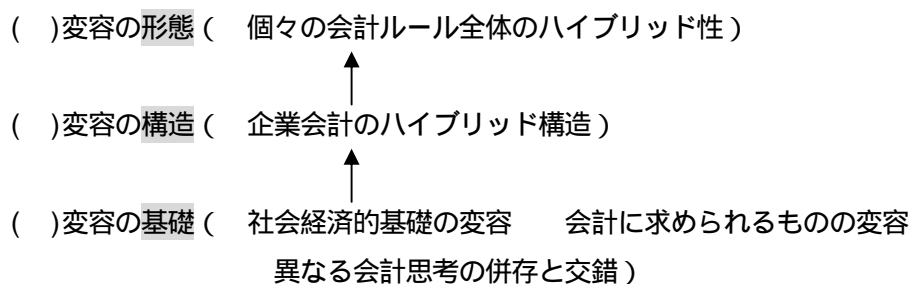 (　)変容の形態(　個々の会計ルール全体のハイブリッド性)
(　)変容の構造(　企業会計のハイブリッド構造)
(　)変容の基礎(　社会経済的基礎の変容　　会計に求められるものの変容
異なる会計思考の併存と交錯)